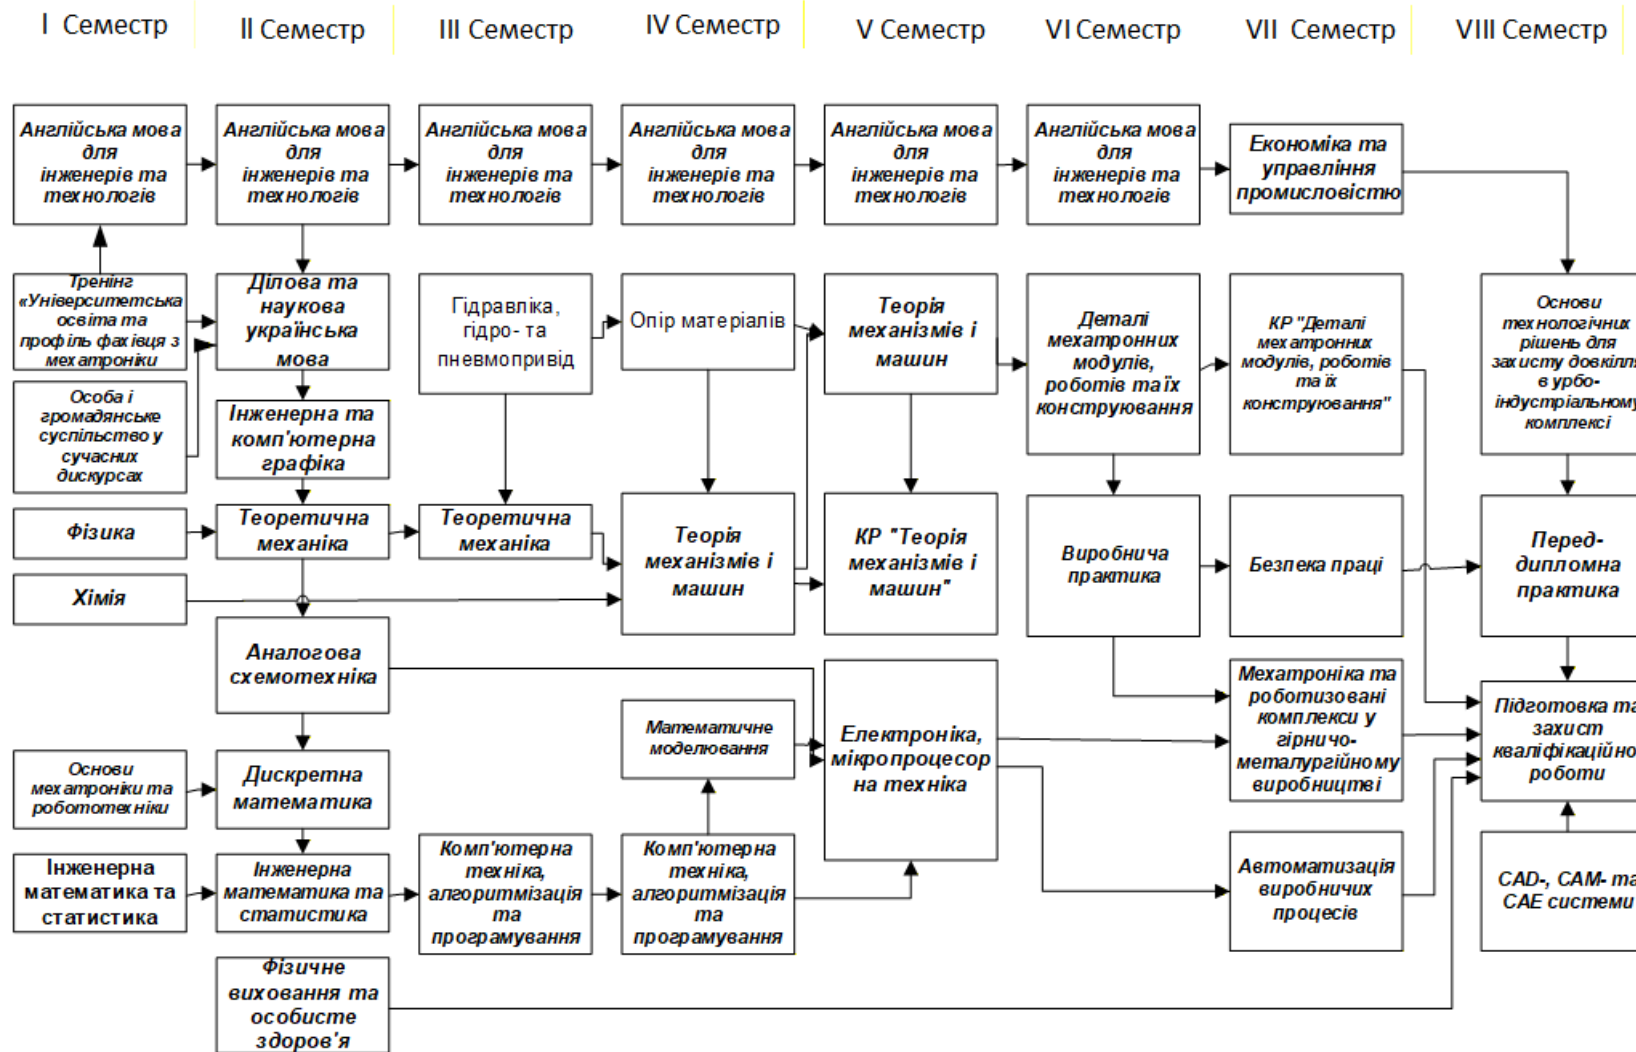 I Семестр
II Семестр
III Семестр
IV Семестр
V Семестр
VI Семестр
VII Семестр
VIII Семестр
Англійська мова
для
інженерів та
технологів
Англійська мова
для
інженерів та
технологів
Англійська мова
для
інженерів та
технологів
Англійська мова
для
інженерів та
технологів
Англійська мова
для
інженерів та
технологів
Англійська мова
для
інженерів та
технологів
Економіка та
управління
промисловістю
Тренінг
«Університетська
освіта та
профіль фахівця з
мехатроніки
Ділова та
наукова
українська
мова
Гідравліка,
гідро- та
пневмопривід
Опір матеріалів
Теорія
механізмів і
машин
Деталі
мехатронних
модулів,
роботів та їх
конструювання
КР "Деталі
мехатронних
модулів, роботів
та їх
конструювання"
Основи
технологічних
рішень для
захисту довкілля
в урбо-
індустріальному
комплексі
Особа і
громадянське
суспільство у
сучасних
дискурсах
Інженерна та
комп'ютерна
графіка
Фізика
Теоретична
механіка
Теоретична
механіка
Теорія
механізмів і
машин
КР "Теорія
механізмів і
машин"
Виробнича
практика
Безпека праці
Перед-
дипломна
практика
Хімія
Аналогова
схемотехніка
Математичне
моделювання
Електроніка,
мікропроцесор
на техніка
Мехатроніка та
роботизовані
комплекси у
гірничо-
металургійному
виробництві
Підготовка та
захист
кваліфікаційно
роботи
Основи
мехатроніки та
робототехніки
Дискретна
математика
Інженерна
математика та
статистика
Інженерна
математика та
статистика
Комп'ютерна
техніка,
алгоритмізація
та
програмування
Комп'ютерна
техніка,
алгоритмізація
та
програмування
Автоматизація
виробничих
процесів
CAD-, CAM- та
CAE системи
Фізичне
виховання та
особисте
здоров'я